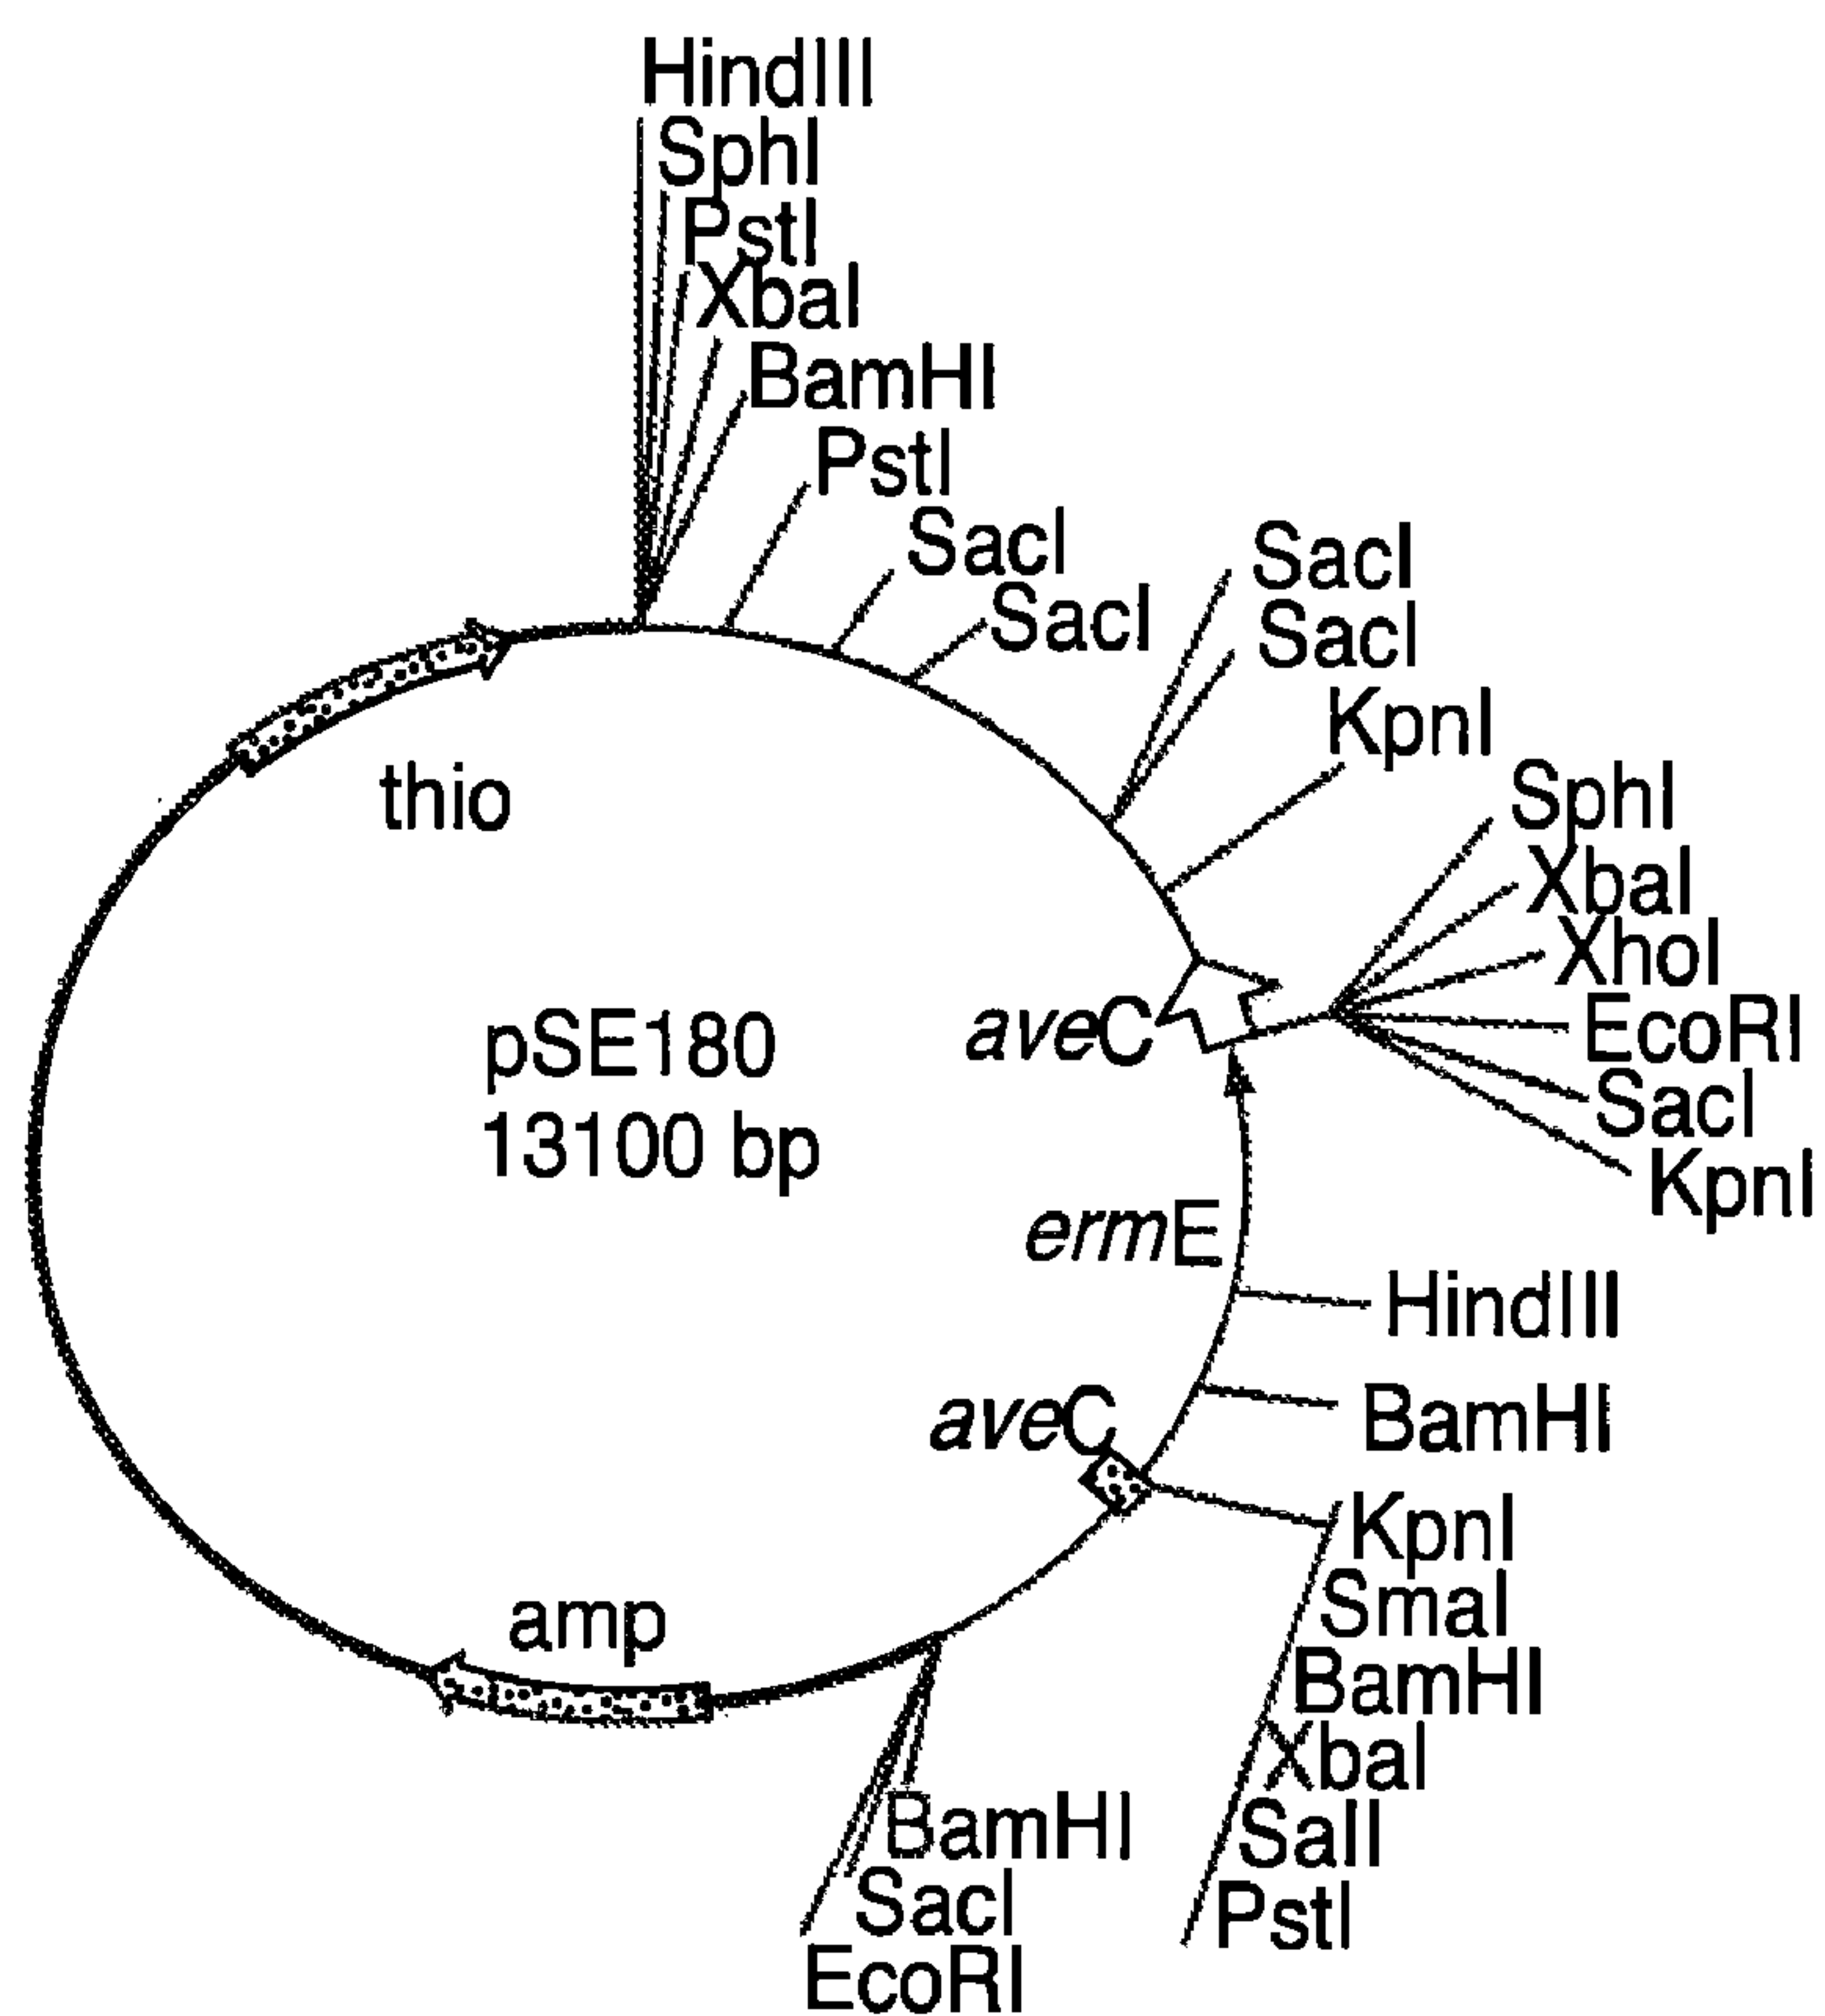 HindIII
SphI
PstI
XbaI
BamHI
PstI
SacI
SacI
SacI
SacI
KpnI
SphI
XbaI
XhoI
EcoRI
SacI
KpnI
thio
pSE180
13100 bp
aveC
ermE
HindIII
BamHI
aveC
KpnI
SmaI
BamHI
XbaI
SalI
PstI
amp
BamHI
SacI
EcoRI